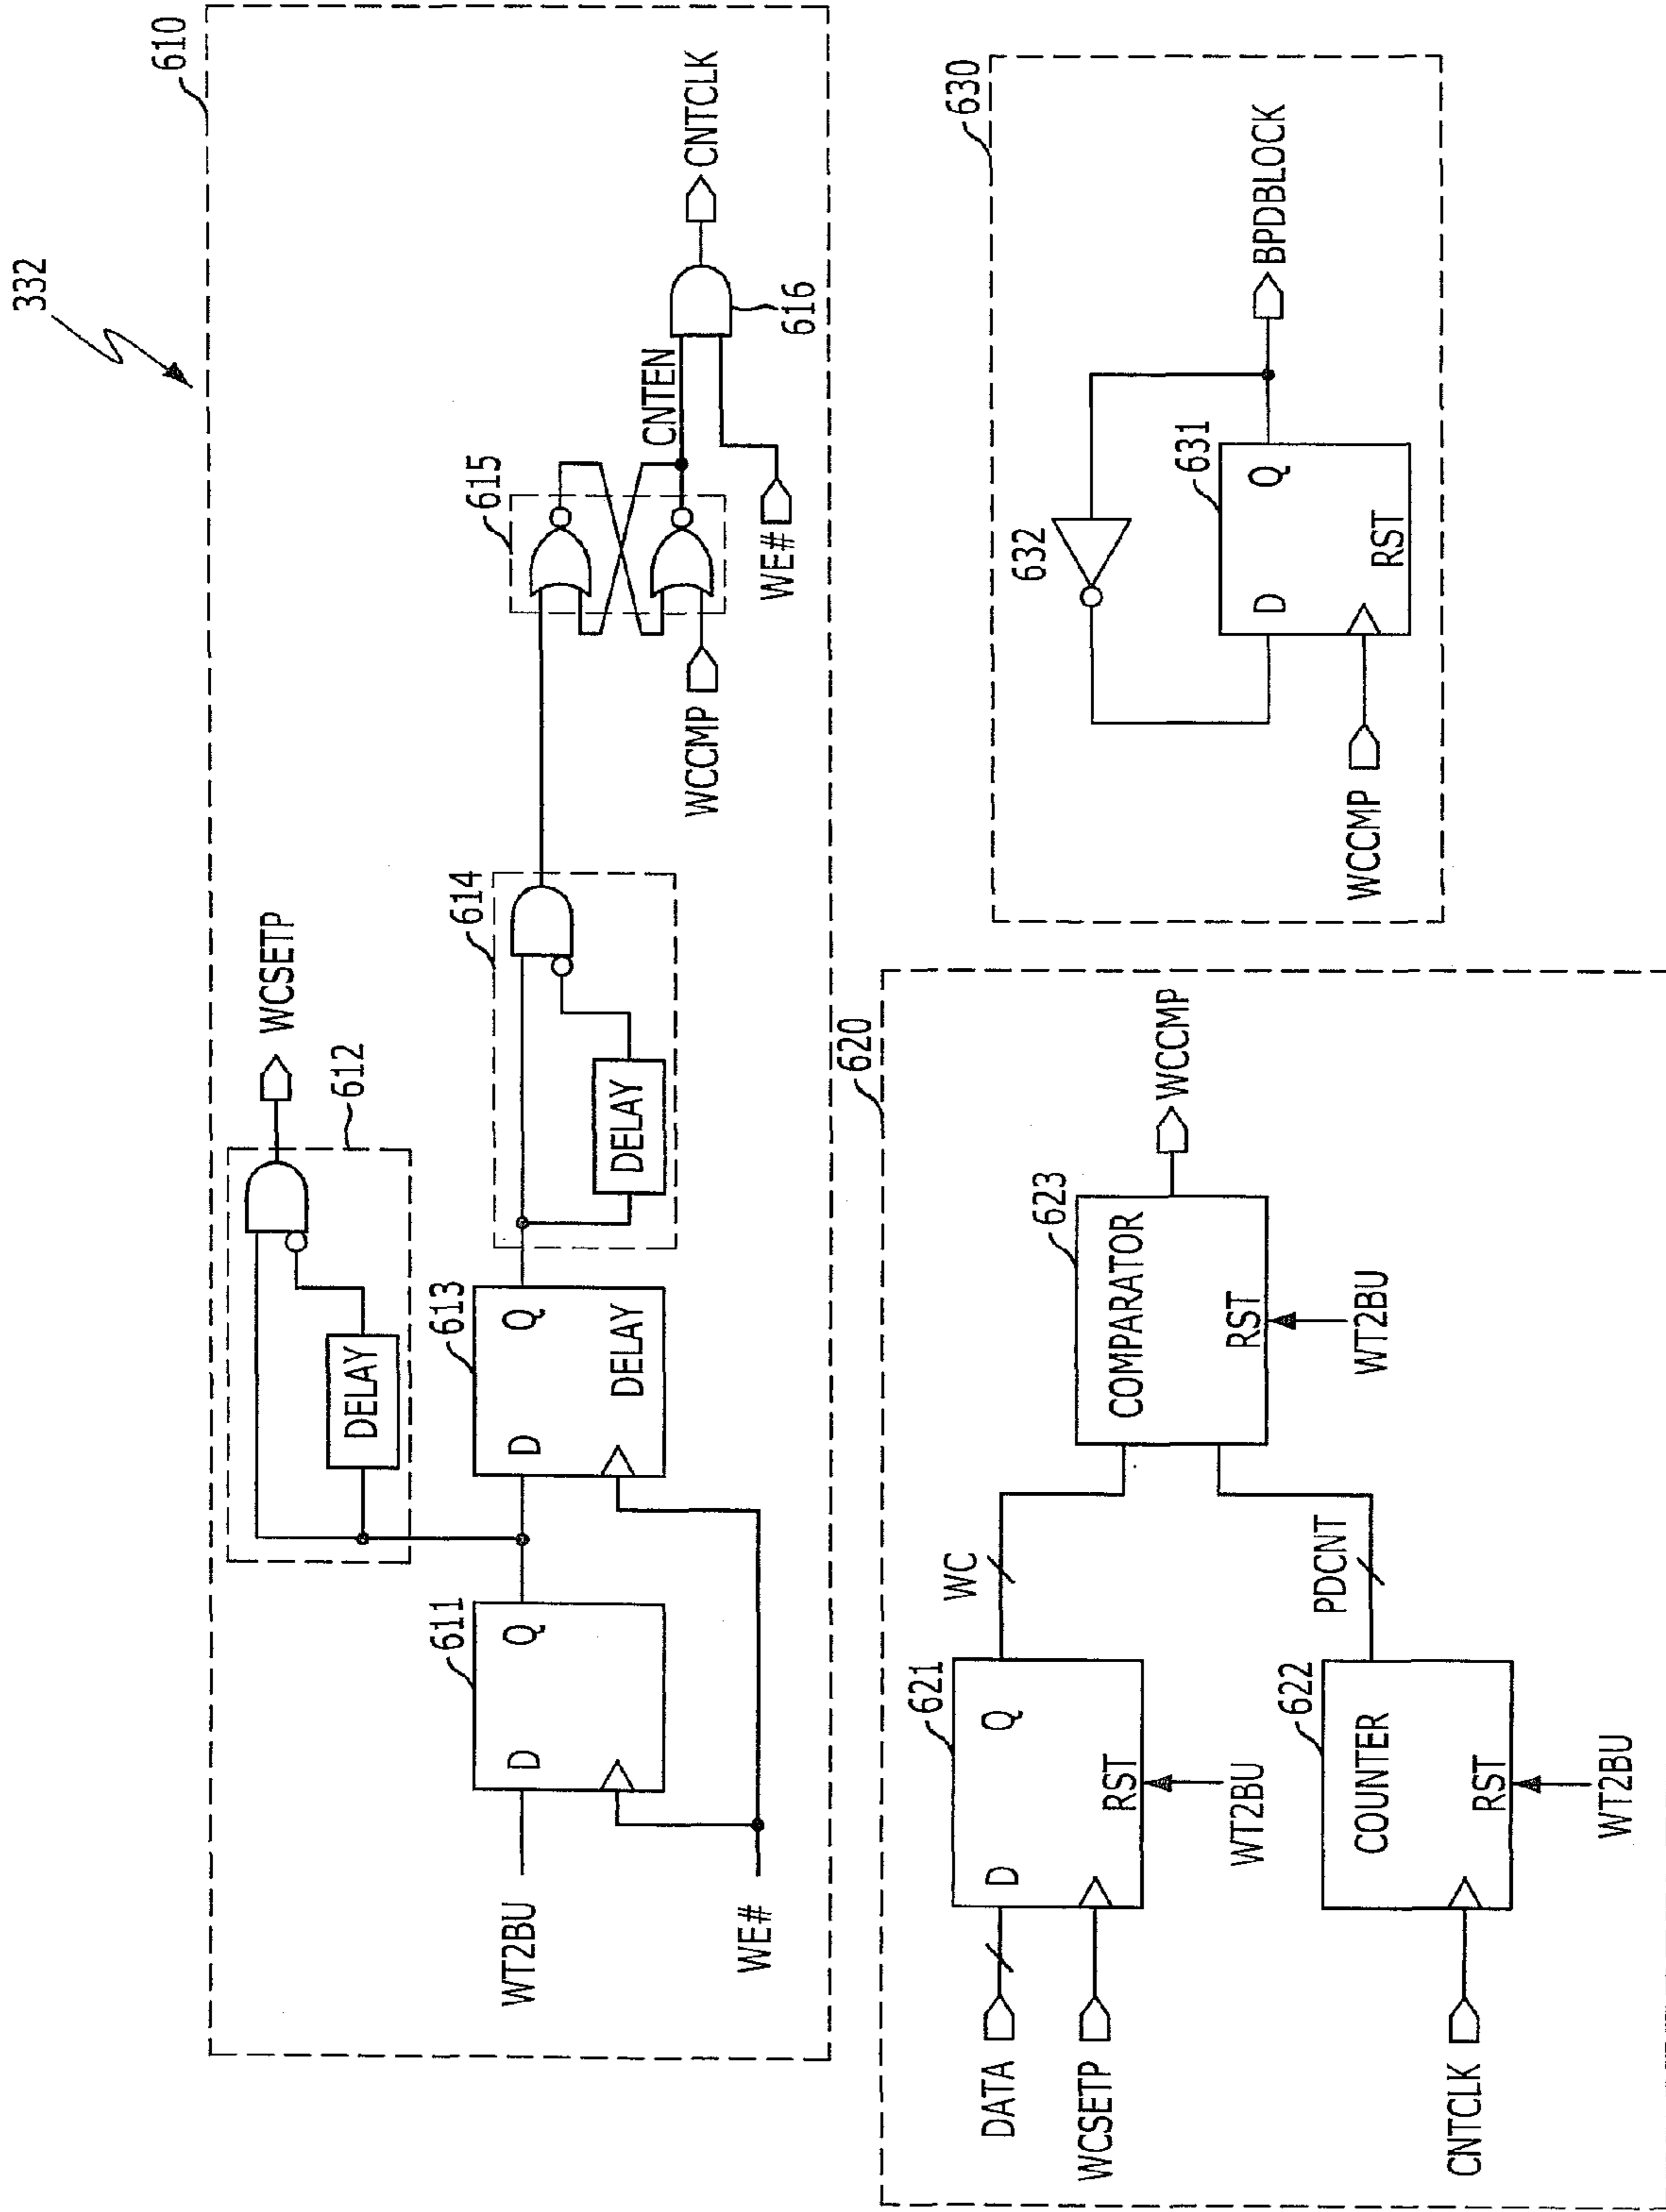 332
610
612
WCSETP
DELAY
611
D
Q
613
D
Q
DELAY
614
DELAY
615
CNTEN
616
CNTCLK
WT2BU
WE#
WCCMP
WE#
620
621
D
Q
RST
WT2BU
DATA
WCSETP
WC
622
COUNTER
RST
WT2BU
CNTCLK
PDCNT
623
COMPARATOR
RST
WT2BU
WCCMP
630
632
631
D
Q
RST
WCCMP
BPDBLOCK